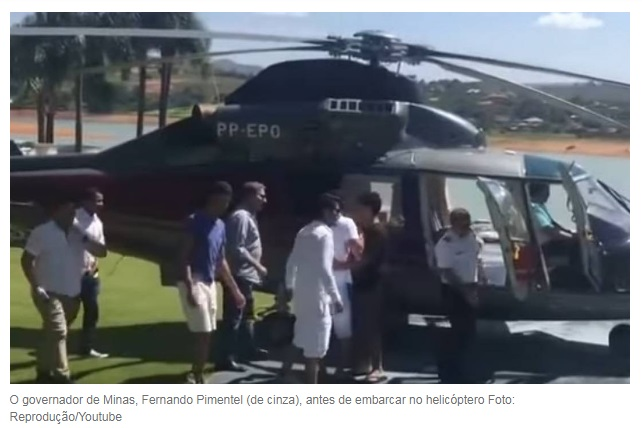 PP-EPO
O governador de Minas, Fernando Pimentel (de cinza), antes de embarcar no helicóptero Foto:
Reprodução/Youtube